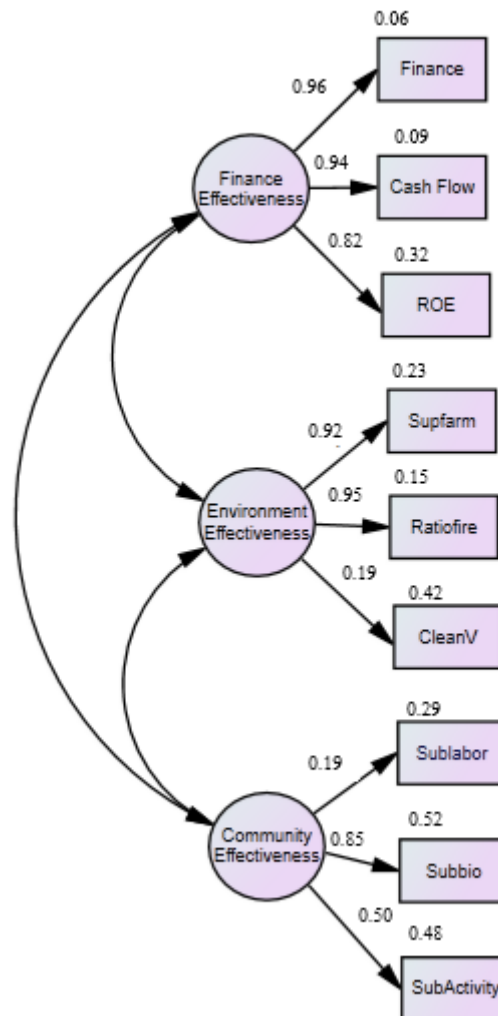 0.06
Finance
0.96
0.09
Cash Flow
0.94
Finance
Effectiveness
0.82
0.32
ROE
0.23
Supfarm
0.92
0.15
Ratiofire
0.95
Environment
Effectiveness
0.19
0.42
CleanV
0.29
Sublabor
0.19
0.52
Subbio
0.85
Community
Effectiveness
0.50
0.48
SubActivity